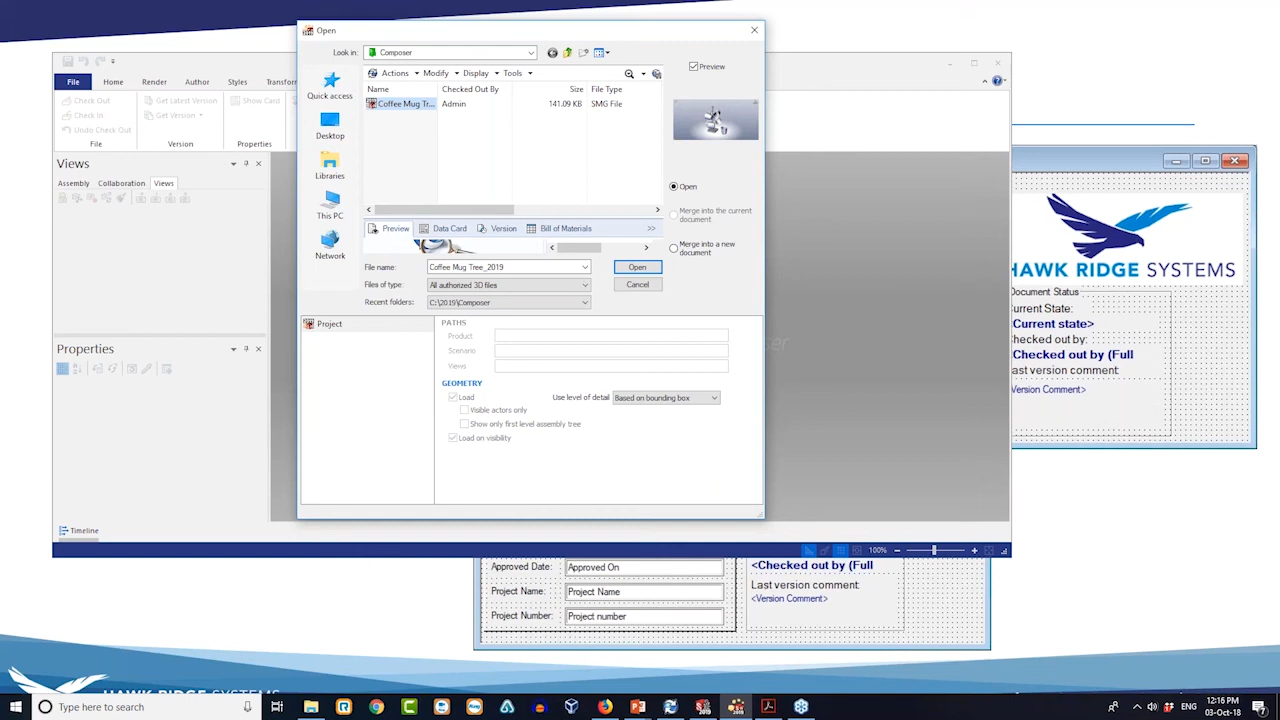 Open
Look in:
Composer
Preview
Actions
Modify
Display
Tools
Name
Checked Out By
Size
File Type
Coffee Mug Tr...
Admin
141.09 KB
SMG File
Quick access
Desktop
Libraries
This PC
Network
Open
Merge into the current
document
Merge into a new
document
Preview
Data Card
Version
Bill of Materials
>>
File name:
Coffee Mug Tree_2019
Open
Files of type:
All authorized 3D files
Cancel
Recent folders:
C:\2019\Composer
Project
PATHS
Product
Scenario
Views
GEOMETRY
Load
Use level of detail
Based on bounding box
Visible actors only
Show only first level assembly tree
Load on visibility
File
Home
Render
Author
Styles
Transfor
Check Out
Check In
Undo Check Out
File
Get Latest Version
Get Version
Version
Show Card
Properties
Views
Assembly
Collaboration
Views
Properties
Timeline
100%
HAWK RIDGE SYSTEMS
Document Status
Current State:
<Current state>
Checked out by:
<Checked out by (Full
Last version comment:
<Version Comment>
Approved Date:
Approved On
Project Name:
Project Name
Project Number:
Project number
<Checked out by (Full
Last version comment:
<Version Comment>
HAWK RIDGE SYSTEMS
Type here to search
ENG
12:16 PM
03-Oct-18